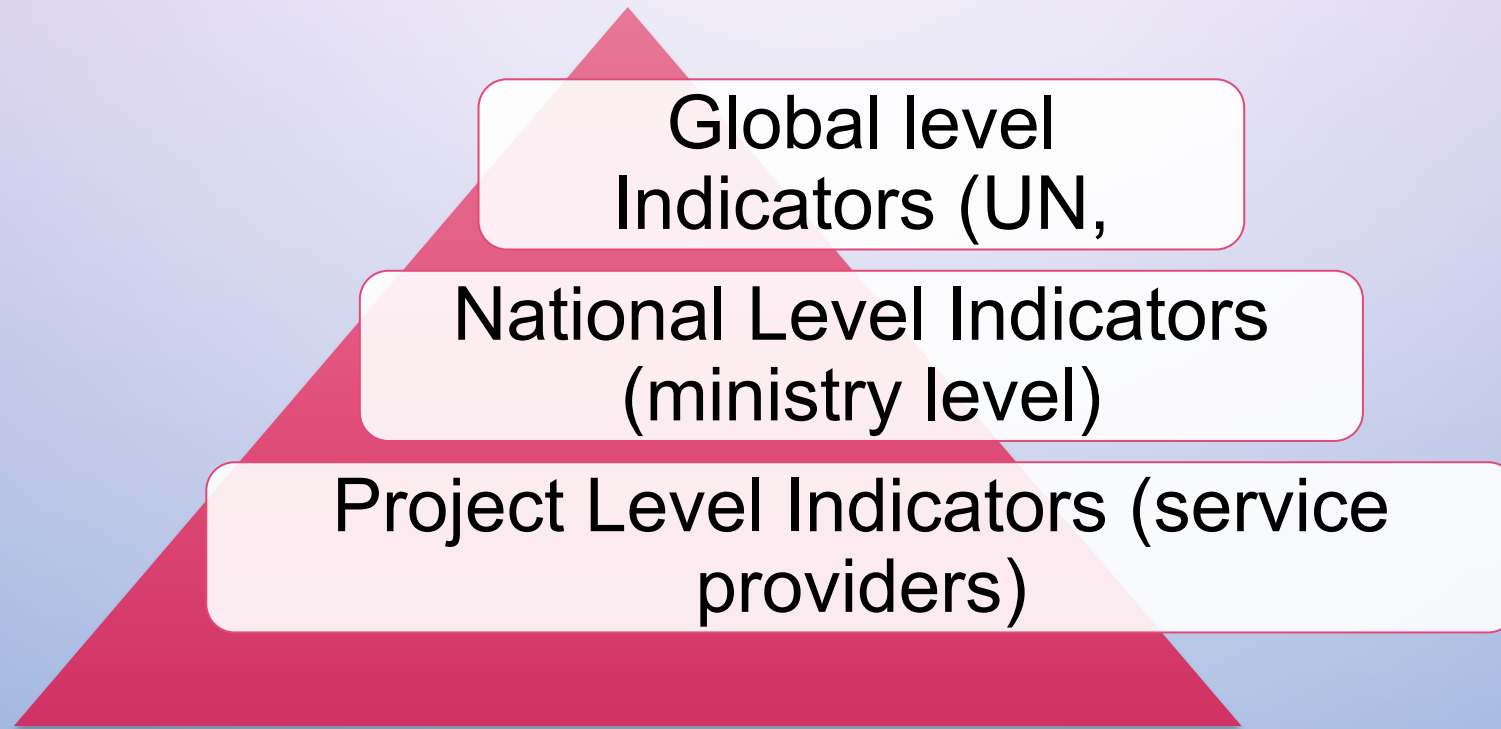 Global level
Indicators (UN,
National Level Indicators
(ministry level)
Project Level Indicators (service
providers)